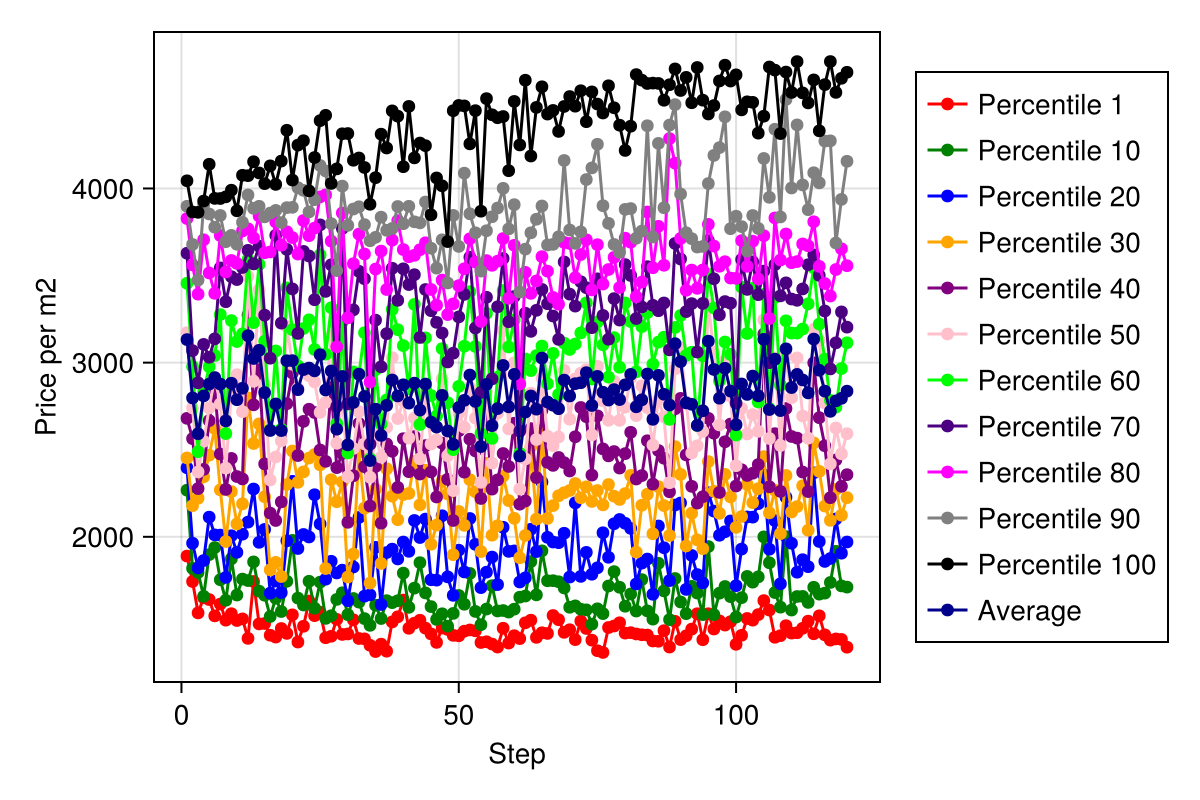 Price per m2
4000
3000
2000
0
50
100
Step
Percentile 1
Percentile 10
Percentile 20
Percentile 30
Percentile 40
Percentile 50
Percentile 60
Percentile 70
Percentile 80
Percentile 90
Percentile 100
Average